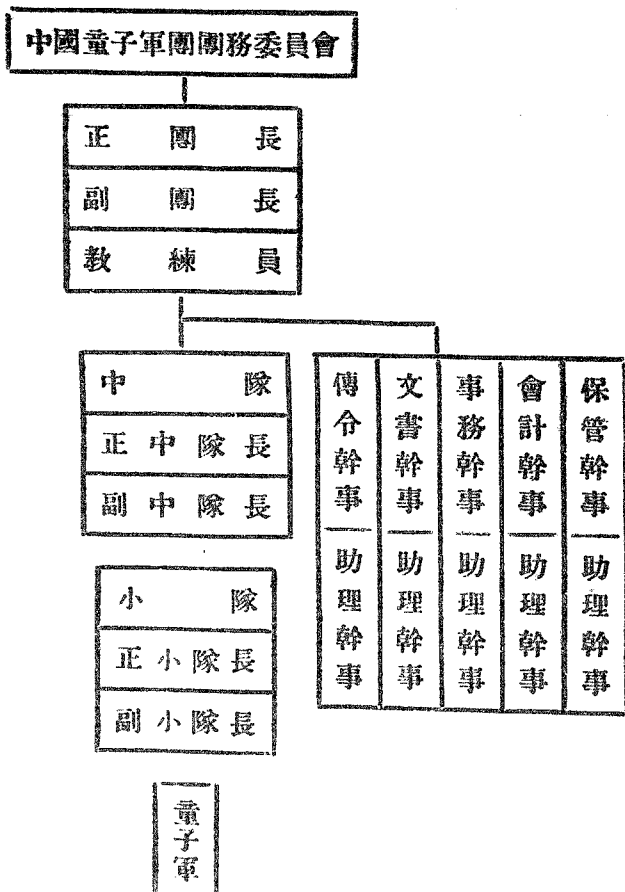 中國童子軍團團務委員會
正團長
副團長
教練員
中隊
正中隊長
副中隊長
小隊
正小隊長
副小隊長
童子軍
傳令幹事
助理幹事
文書幹事
助理幹事
事務幹事
助理幹事
會計幹事
助理幹事
保管幹事
助理幹事